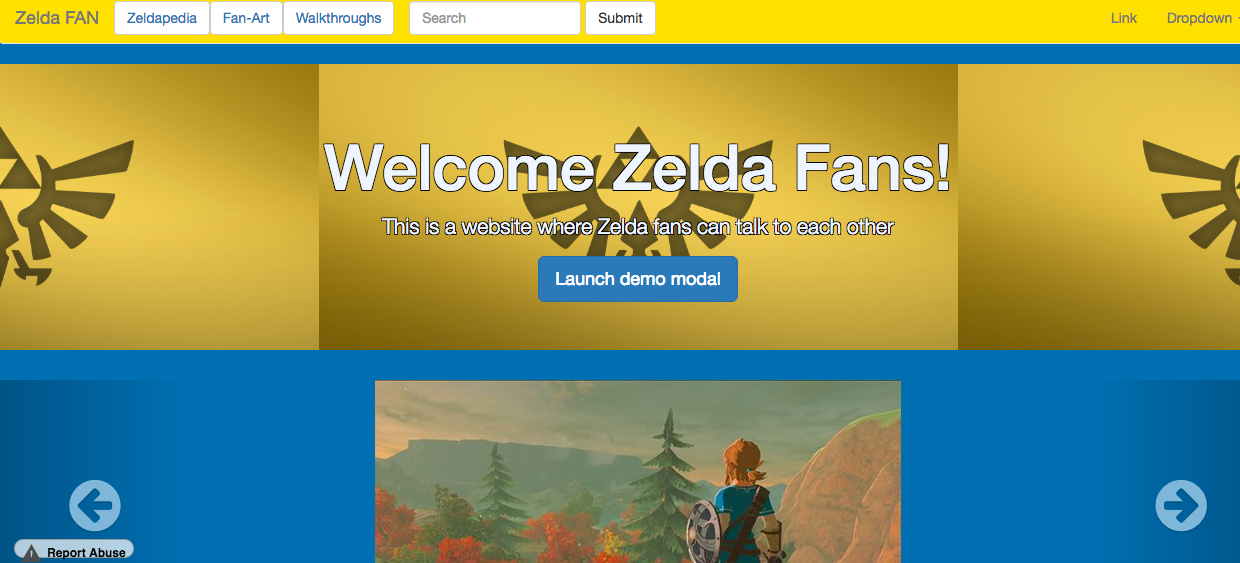 Zelda FAN Zeldapedia Fan-Art Walkthroughs Search Submit Link Dropdown
Welcome Zelda Fans!
This is a website where Zelda fans can talk to each other
Launch demo modal
Report Abuse